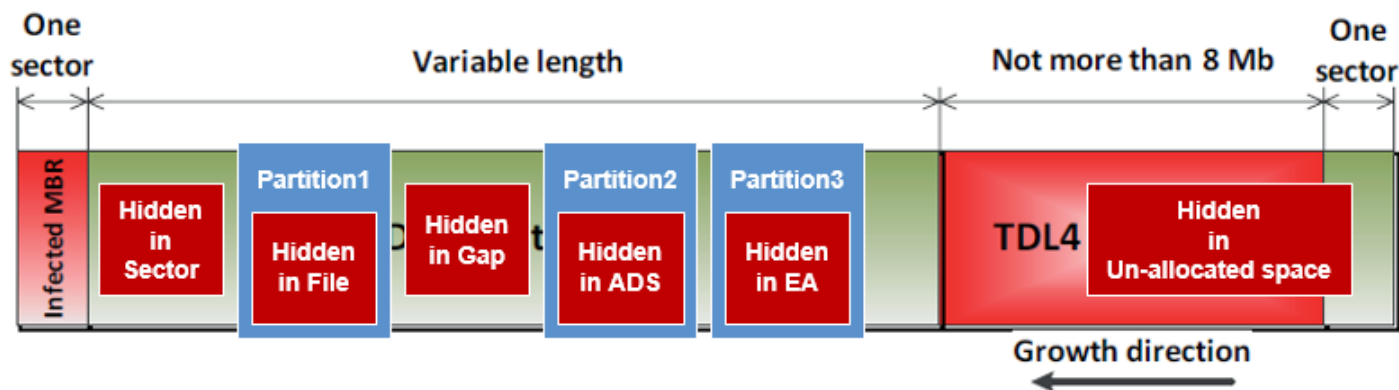 One
sector
Variable length
Not more than 8 Mb
One
sector
Infected MBR
Hidden
in
Sector
Partition1
Hidden
in File
Hidden
in Gap
Partition2
Hidden
in ADS
Partition3
Hidden
in EA
TDL4
Hidden
in
Un-allocated space
Growth direction